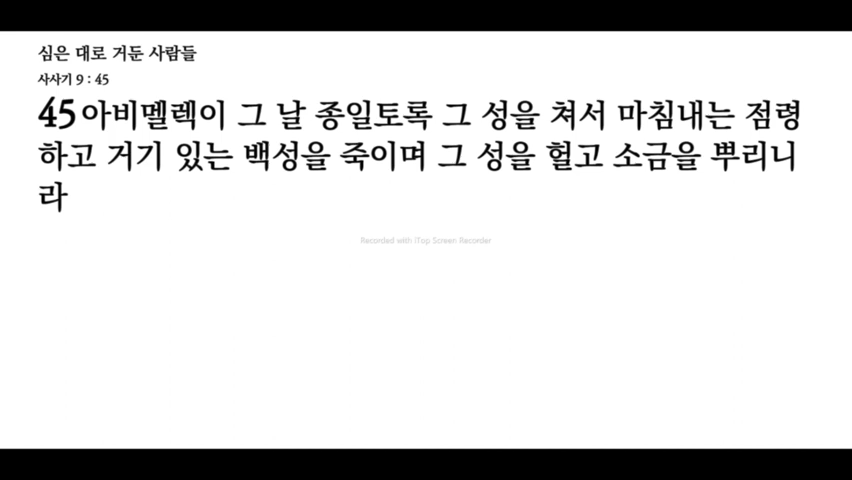 심은 대로 거둔 사람들
사사기 9 : 45
45 아비멜렉이 그 날 종일토록 그 성을 쳐서 마침내는 점령
하고 거기 있는 백성을 죽이며 그 성을 헐고 소금을 뿌리니
라
Recorded with iTop Screen Recorder